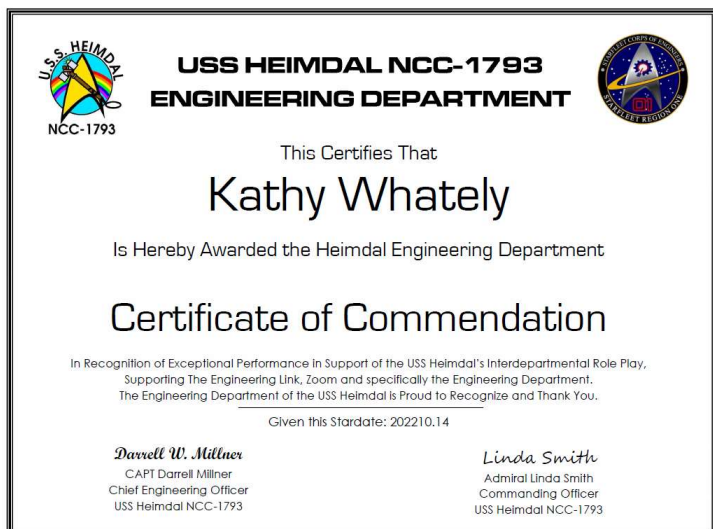 U.S.S. HEIMDAL
NCC-1793
USS HEIMDAL NCC-1793
ENGINEERING DEPARTMENT
STARFLEET CORPS OF ENGINEERS
01
STARFLEET REGION ONE
This Certifies That
Kathy Whately
Is Hereby Awarded the Heimdal Engineering Department
Certificate of Commendation
In Recognition of Exceptional Performance in Support of the USS Heimdal's Interdepartmental Role Play,
Supporting The Engineering Link, Zoom and specifically the Engineering Department.
The Engineering Department of the USS Heimdal is Proud to Recognize and Thank You.
Given this Stardate: 202210.14
Darrell W. Millner
CAPT Darrell Millner
Chief Engineering Officer
USS Heimdal NCC-1793
Linda Smith
Admiral Linda Smith
Commanding Officer
USS Heimdal NCC-1793